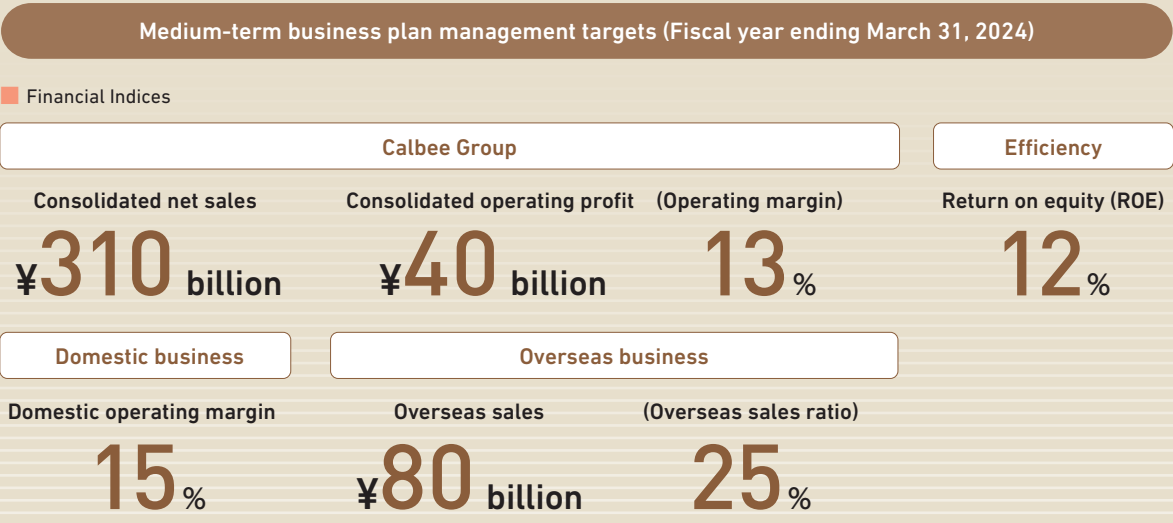 Medium-term business plan management targets (Fiscal year ending March 31, 2024)
Financial Indices
Calbee Group
Efficiency
Consolidated net sales
Consolidated operating profit
(Operating margin)
Return on equity (ROE)
¥310 billion
¥40 billion
13%
12%
Domestic business
Overseas business
Domestic operating margin
Overseas sales
(Overseas sales ratio)
15%
¥80 billion
25%